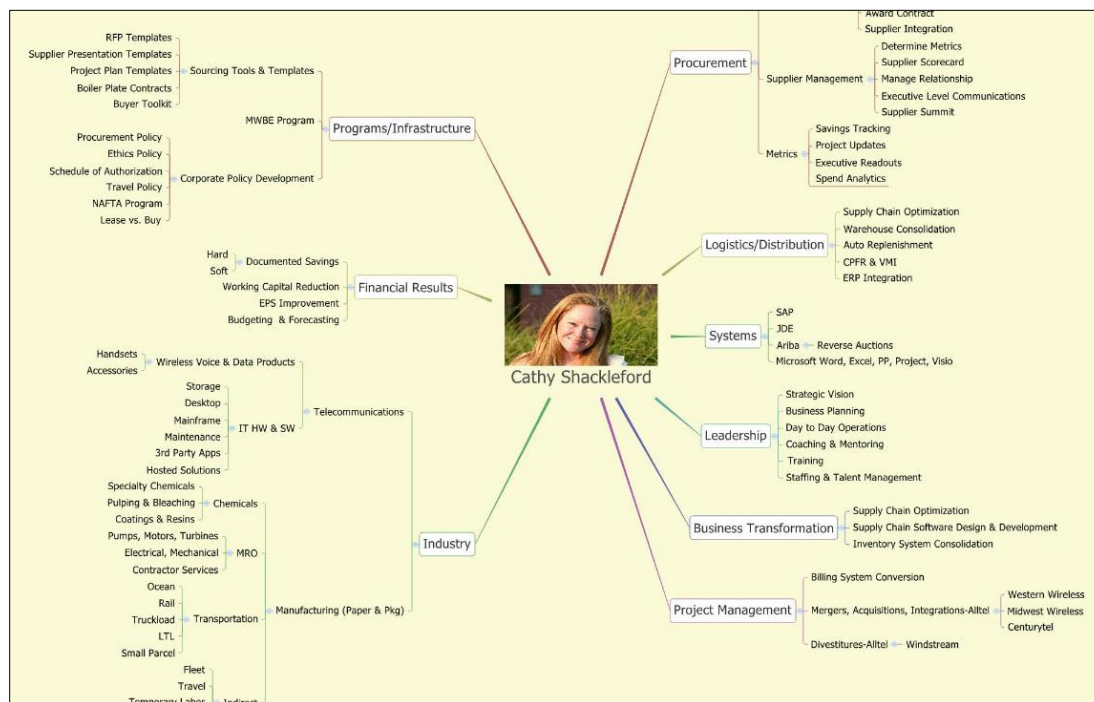 RFP Templates
Supplier Presentation Templates
Project Plan Templates
Boiler Plate Contracts
Buyer Toolkit
Sourcing Tools & Templates
MWBE Program
Programs/Infrastructure
Procurement Policy
Ethics Policy
Schedule of Authorization
Travel Policy
NAFTA Program
Lease vs. Buy
Corporate Policy Development
Hard
Soft
Documented Savings
Working Capital Reduction
EPS Improvement
Budgeting & Forecasting
Financial Results
Handsets
Accessories
Wireless Voice & Data Products
Storage
Desktop
Mainframe
Maintenance
3rd Party Apps
Hosted Solutions
IT HW & SW
Telecommunications
Specialty Chemicals
Pulping & Bleaching
Coatings & Resins
Chemicals
Pumps, Motors, Turbines
Electrical, Mechanical
Contractor Services
MRO
Industry
Ocean
Rail
Truckload
LTL
Small Parcel
Transportation
Manufacturing (Paper & Pkg)
Fleet
Travel
Temporary Labor
Indirect
Cathy Shackleford
Award Contract
Supplier Integration
Procurement
Supplier Management
Determine Metrics
Supplier Scorecard
Manage Relationship
Executive Level Communications
Supplier Summit
Metrics
Savings Tracking
Project Updates
Executive Readouts
Spend Analytics
Logistics/Distribution
Supply Chain Optimization
Warehouse Consolidation
Auto Replenishment
CPFR & VMI
ERP Integration
Systems
SAP
JDE
Ariba
Reverse Auctions
Microsoft Word, Excel, PP, Project, Visio
Leadership
Strategic Vision
Business Planning
Day to Day Operations
Coaching & Mentoring
Training
Staffing & Talent Management
Business Transformation
Supply Chain Optimization
Supply Chain Software Design & Development
Inventory System Consolidation
Project Management
Billing System Conversion
Mergers, Acquisitions, Integrations-Alltel
Western Wireless
Midwest Wireless
Centurytel
Divestitures-Alltel
Windstream